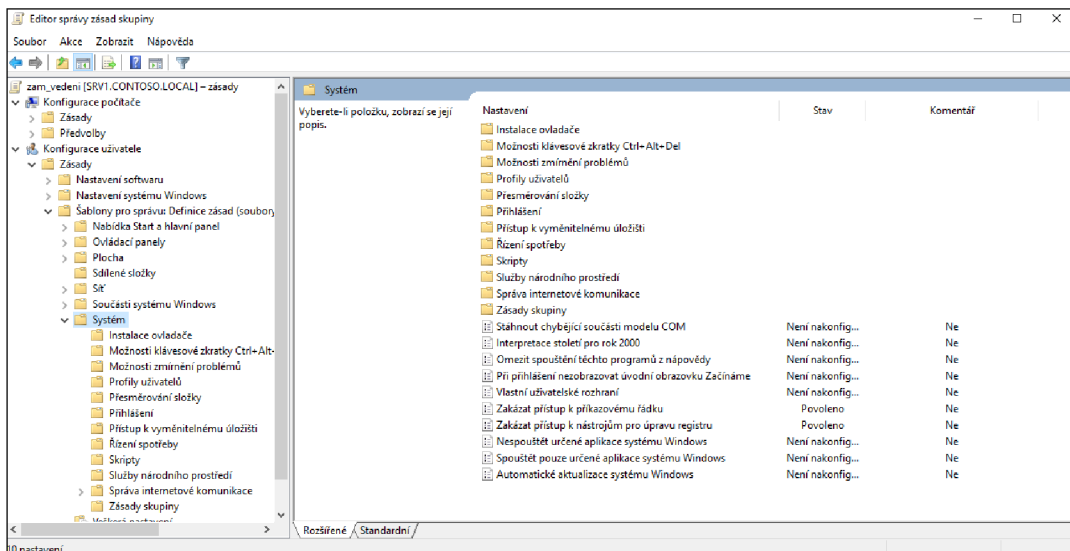 Editor správy zásad skupiny
Soubor Akce Zobrazit Nápověda
zam_vedeni [SRV1.CONTOSO.LOCAL] – zásady
Konfigurace počítače
Zásady
Předvolby
Konfigurace uživatele
Zásady
Nastavení softwaru
Nastavení systému Windows
Šablony pro správu: Definice zásad (soubory
Nabídka Start a hlavní panel
Ovládací panely
Plocha
Sdílené složky
Síť
Součásti systému Windows
Systém
Instalace ovladače
Možnosti klávesové zkratky Ctrl+Alt-
Možnosti zmírnění problémů
Profily uživatelů
Přesměrování složky
Přihlášení
Přístup k vyměnitelnému úložišti
Řízení spotřeby
Skripty
Služby národního prostředí
Správa internetové komunikace
Zásady skupiny
Veškerá nastavení
Systém
Vyberete-li položku, zobrazí se její
popis.
Nastavení Stav Komentář
Instalace ovladače
Možnosti klávesové zkratky Ctrl+Alt+Del
Možnosti zmírnění problémů
Profily uživatelů
Přesměrování složky
Přihlášení
Přístup k vyměnitelnému úložišti
Řízení spotřeby
Skripty
Služby národního prostředí
Správa internetové komunikace
Zásady skupiny
Stáhnout chybějící součásti modelu COM Není nakonfig... Ne
Interpretace století pro rok 2000 Není nakonfig... Ne
Omezit spouštění těchto programů z nápovědy Není nakonfig... Ne
Při přihlášení nezobrazovat úvodní obrazovku Začínáme Není nakonfig... Ne
Vlastní uživatelské rozhraní Není nakonfig... Ne
Zakázat přístup k příkazovému řádku Povoleno Ne
Zakázat přístup k nástrojům pro úpravu registru Povoleno Ne
Nespouštět určené aplikace systému Windows Není nakonfig... Ne
Spouštět pouze určené aplikace systému Windows Není nakonfig... Ne
Automatické aktualizace systému Windows Není nakonfig... Ne
Rozšířené Standardní
10 nastavení